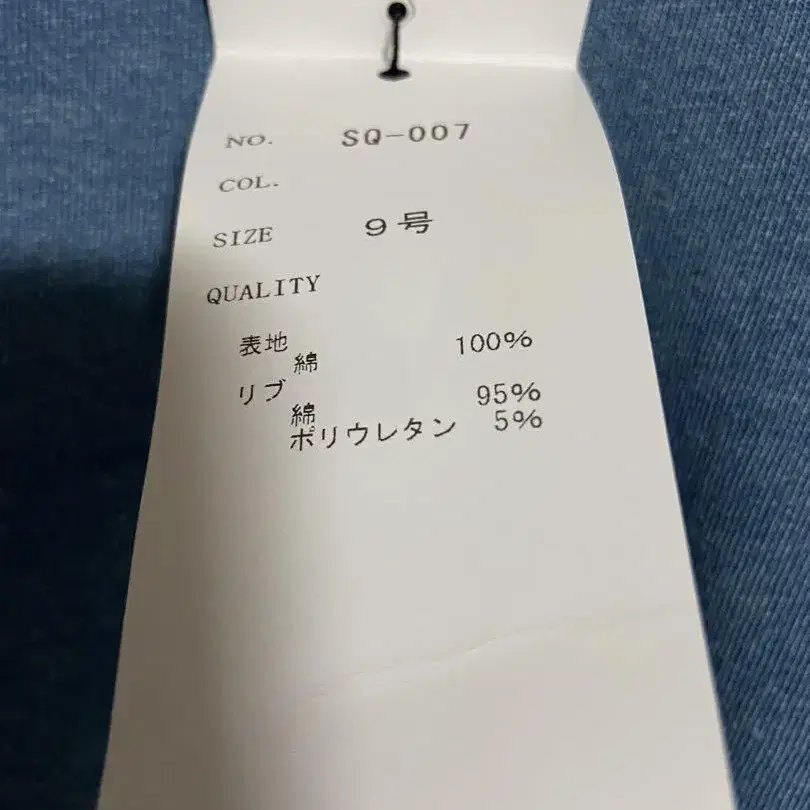 NO. SQ-007
COL.
SIZE 9号
QUALITY
表地
綿 100%
リブ
綿 95%
ポリウレタン 5%